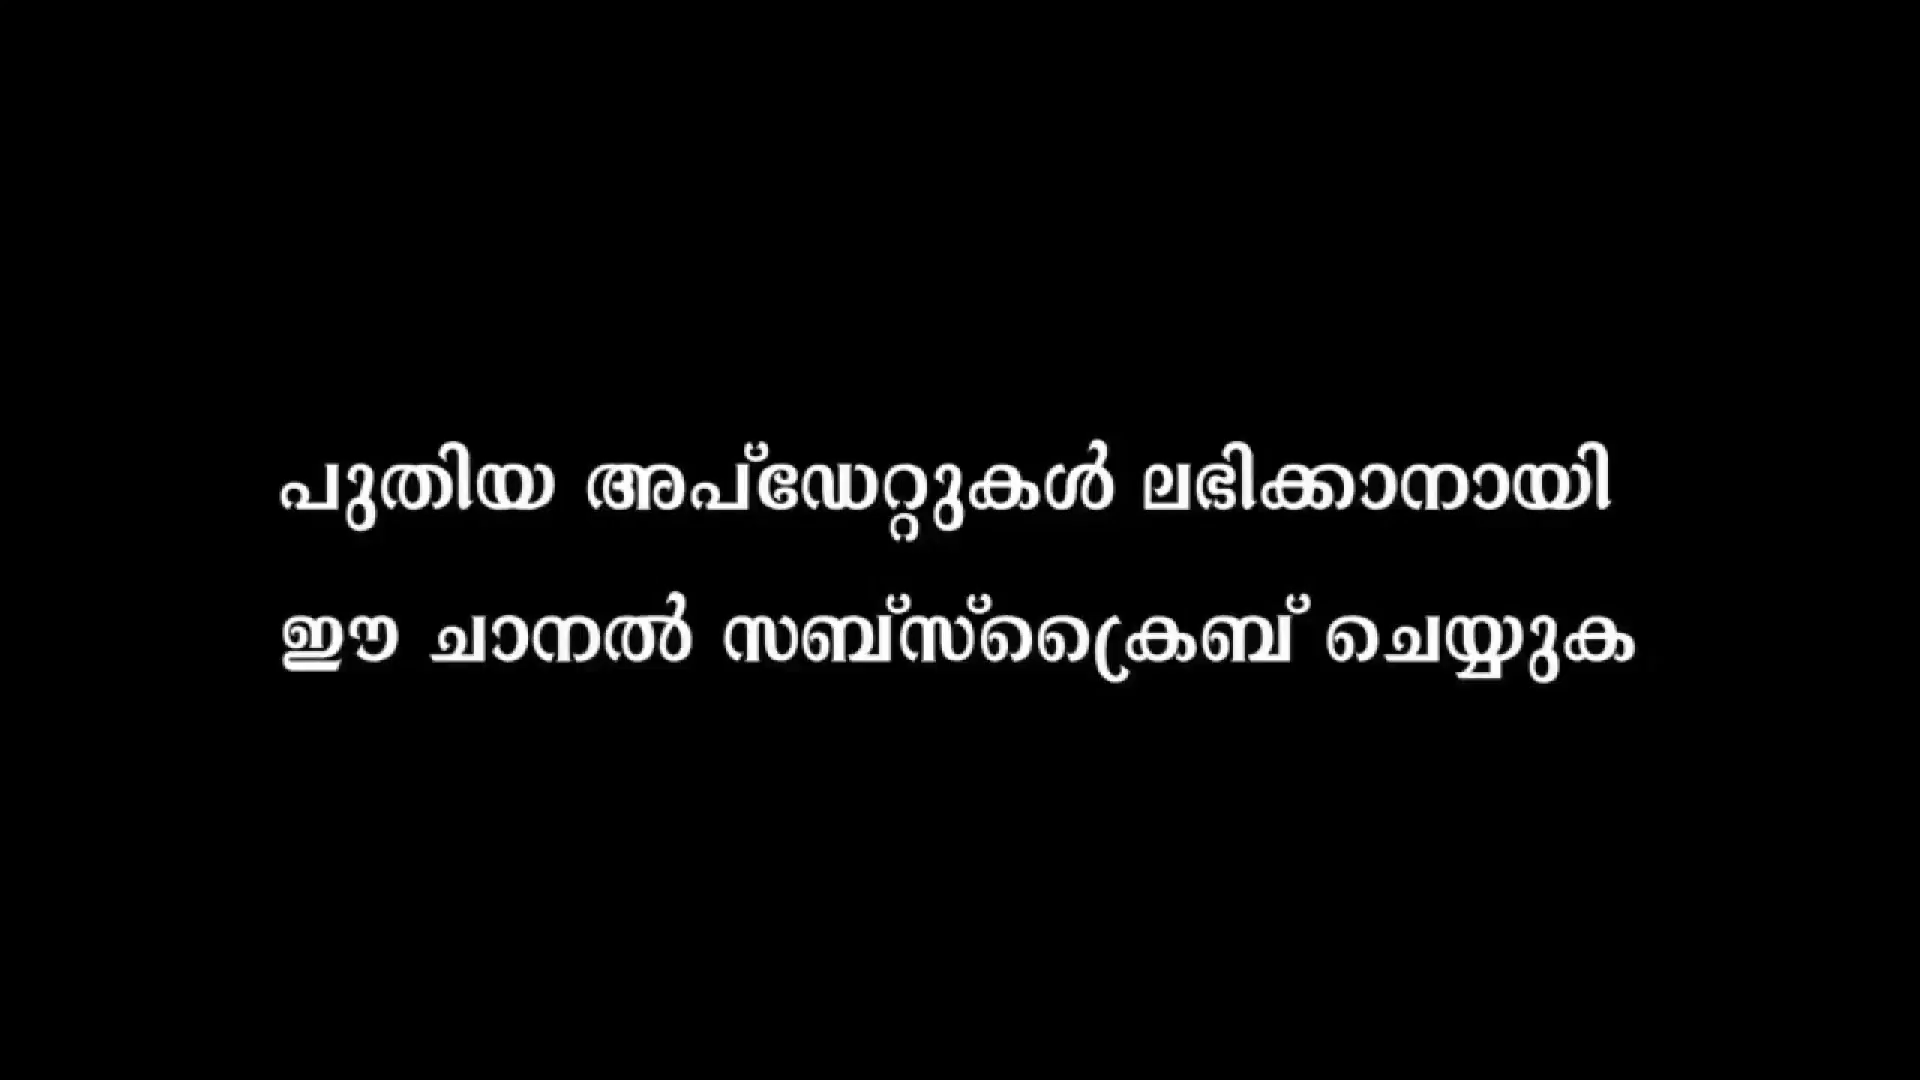 പുതിയ അപ്ഡേറ്റുകൾ ലഭിക്കാനായി
ഈ ചാനൽ സബ്സ്ക്രൈബ് ചെയ്യുക